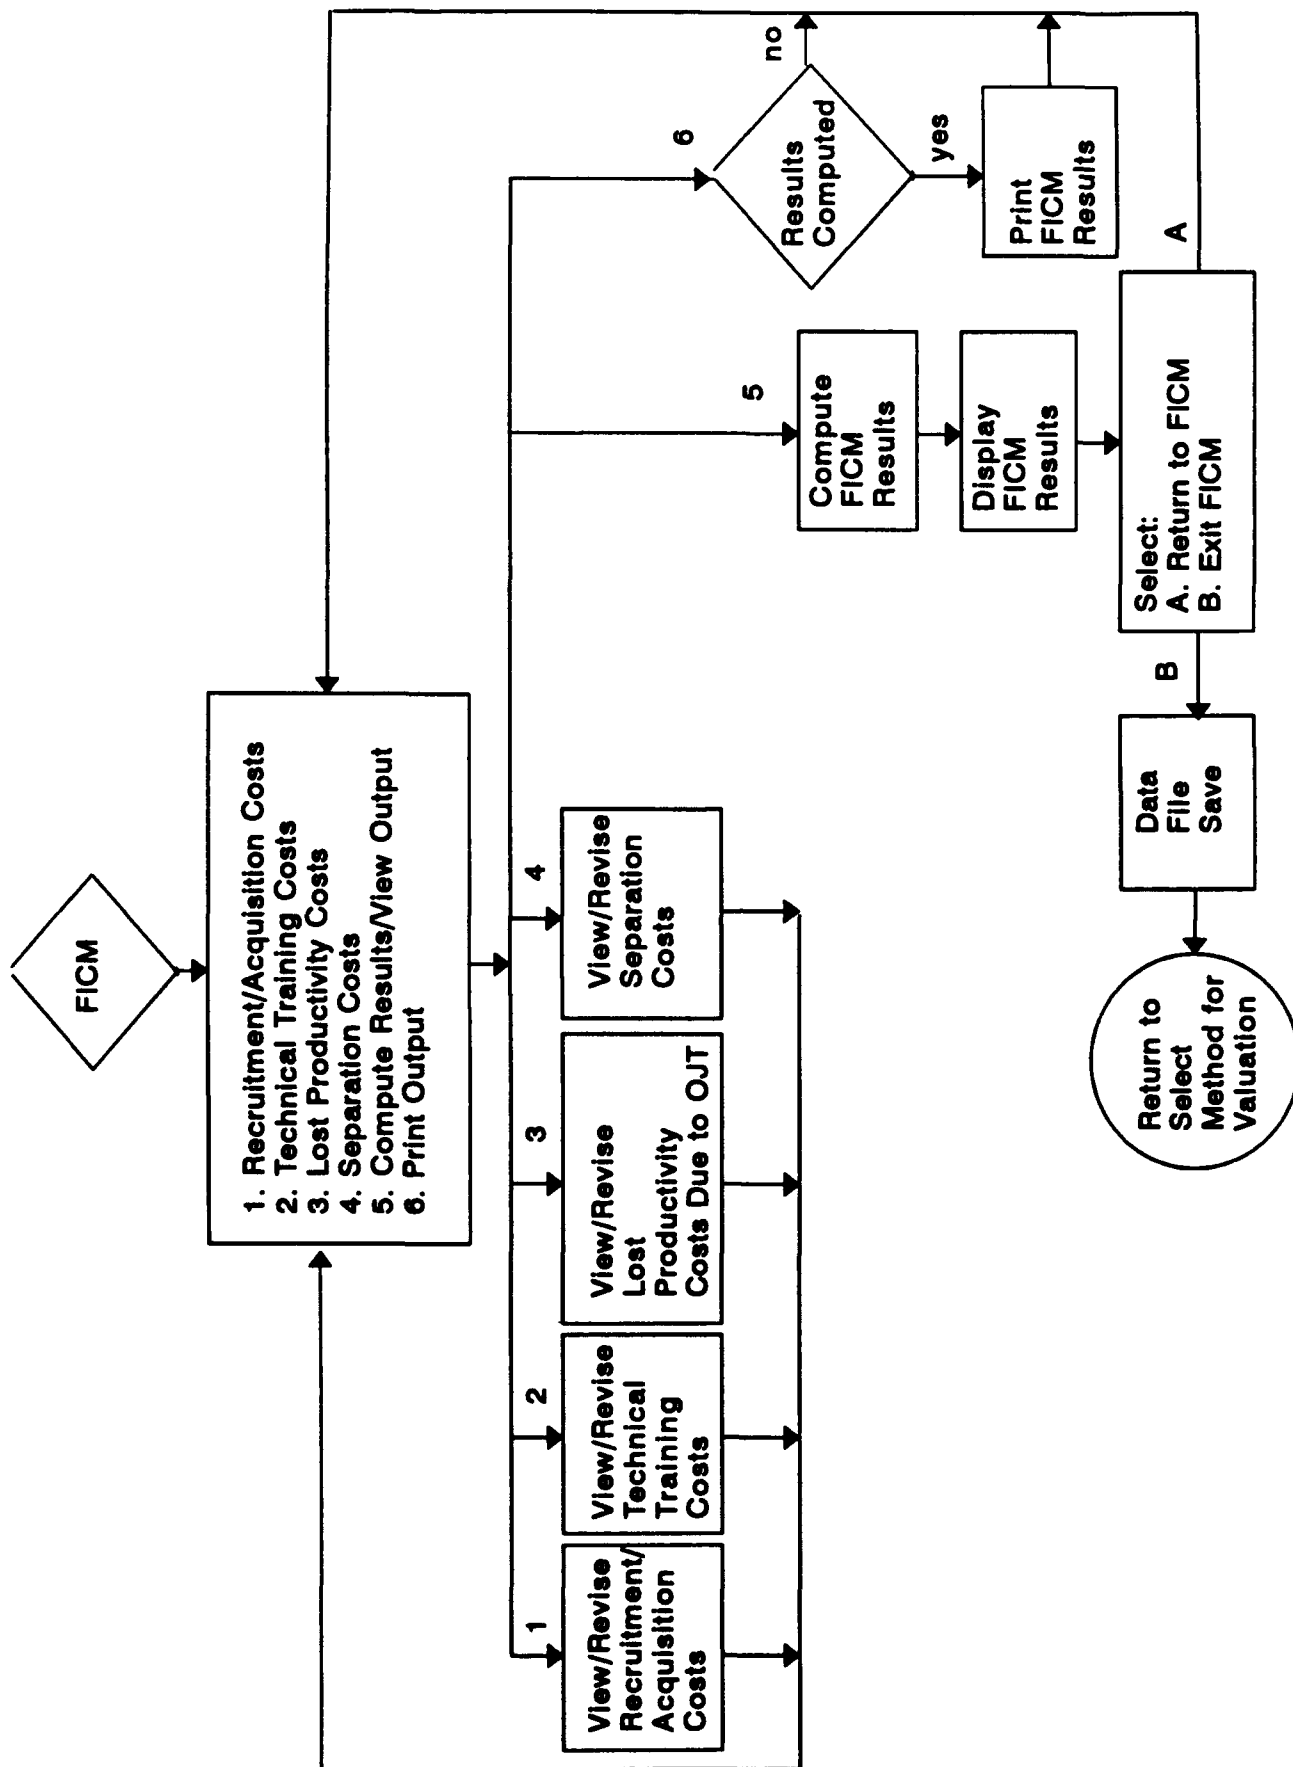 FICM
1. Recruitment/Acquisition Costs
2. Technical Training Costs
3. Lost Productivity Costs
4. Separation Costs
5. Compute Results/View Output
6. Print Output
1
View/Revise
Recruitment/
Acquisition
Costs
2
View/Revise
Technical
Training
Costs
3
View/Revise
Lost
Productivity
Costs Due to OJT
4
View/Revise
Separation
Costs
5
Compute
FICM
Results
Display
FICM
Results
6
Results
Computed
no
yes
Print
FICM
Results
Select:
A. Return to FICM
B. Exit FICM
A
B
Data
File
Save
Return to
Select
Method for
Valuation